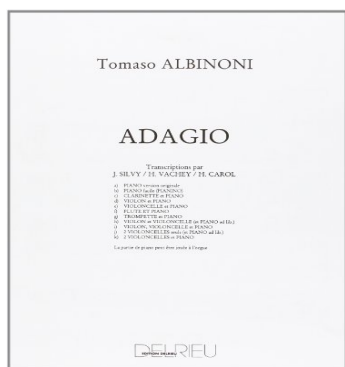 Tomaso ALBINONI
ADAGIO
Transcriptions par
J. SILVY / H. VACHEY / H. CAROL
a) PIANO version originale
b) PIANO facile (PIANINO)
c) CLARINETTE et PIANO
d) VIOLON et PIANO
e) VIOLONCELLE et PIANO
f) FLUTE ET PIANO
g) TROMPETTE et PIANO
h) VIOLON et VIOLONCELLE (et PIANO ad lib.)
i) VIOLON, VIOLONCELLE et PIANO
j) 2 VIOLONCELLES seuls (et PIANO ad lib.)
k) 2 VIOLONCELLES et PIANO
La partie de piano peut être tenue à l'orgue
EDITION DELRIEU
DELRIEU